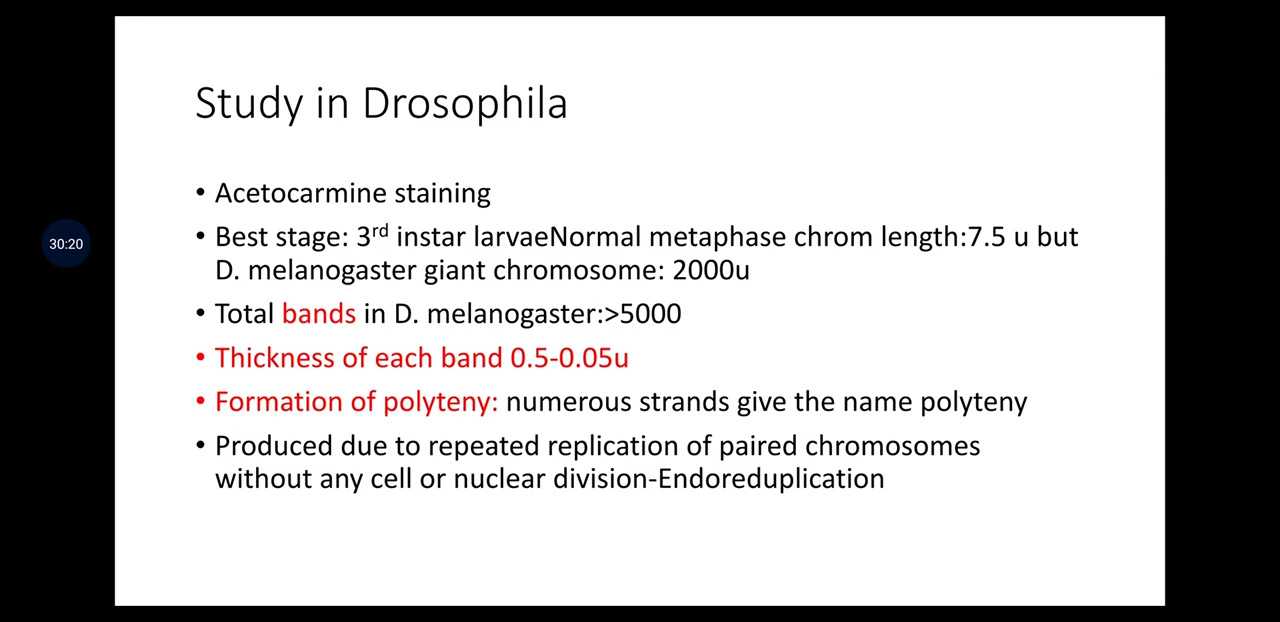 Study in Drosophila
• Acetocarmine staining
• Best stage: 3rd instar larvaeNormal metaphase chrom length:7.5 u but
D. melanogaster giant chromosome: 2000u
• Total bands in D. melanogaster:>5000
• Thickness of each band 0.5-0.05u
• Formation of polyteny: numerous strands give the name polyteny
• Produced due to repeated replication of paired chromosomes
without any cell or nuclear division-Endoreduplication
30:20